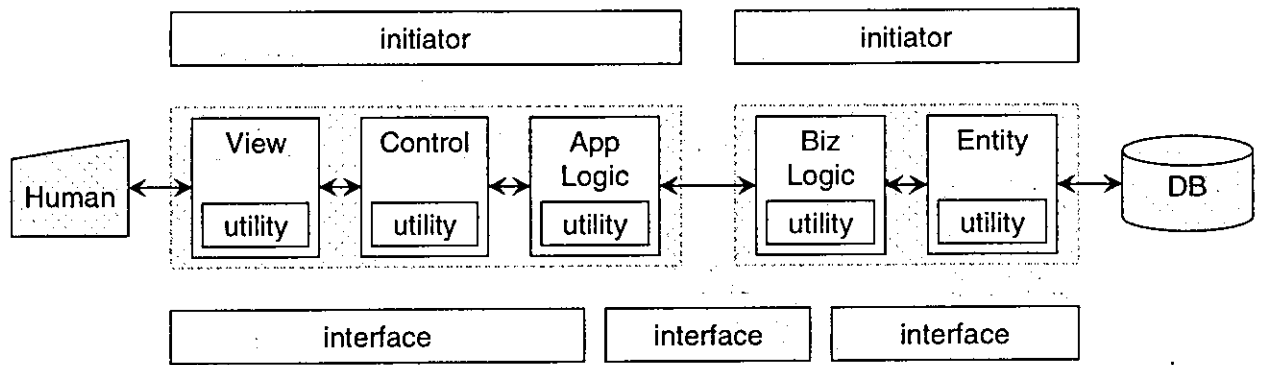 initiator
initiator
Human
View
utility
Control
utility
App
Logic
utility
Biz
Logic
utility
Entity
utility
DB
interface
interface
interface